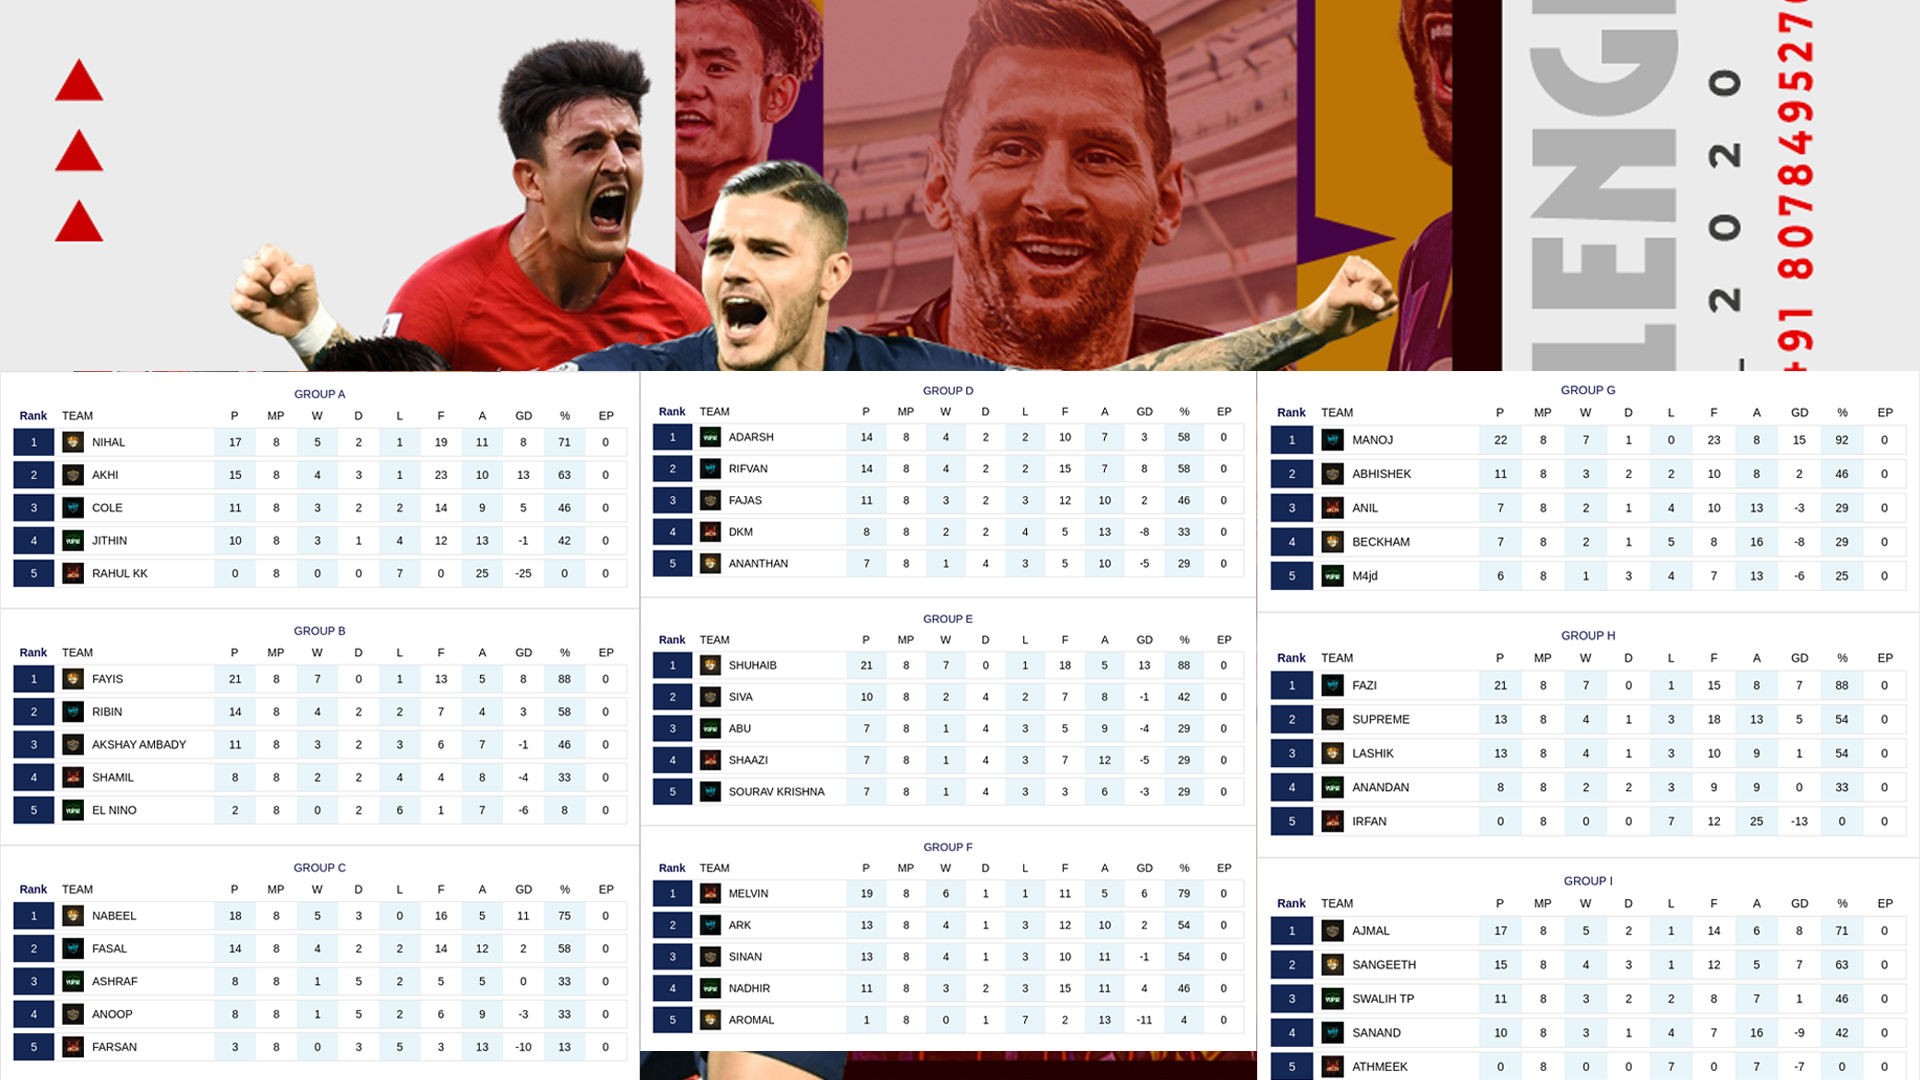 LENG
2020
+91 807849527
GROUP A
Rank TEAM P MP W D L F A GD % EP
1 NIHAL 17 8 5 2 1 19 11 8 71 0
2 AKHI 15 8 4 3 1 23 10 13 63 0
3 COLE 11 8 3 2 2 14 9 5 46 0
4 JITHIN 10 8 3 1 4 12 13 -1 42 0
5 RAHUL KK 0 8 0 0 7 0 25 -25 0 0
GROUP B
Rank TEAM P MP W D L F A GD % EP
1 FAYIS 21 8 7 0 1 13 5 8 88 0
2 RIBIN 14 8 4 2 2 7 4 3 58 0
3 AKSHAY AMBADY 11 8 3 2 3 6 7 -1 46 0
4 SHAMIL 8 8 2 2 4 4 8 -4 33 0
5 EL NINO 2 8 0 2 6 1 7 -6 8 0
GROUP C
Rank TEAM P MP W D L F A GD % EP
1 NABEEL 18 8 5 3 0 16 5 11 75 0
2 FASAL 14 8 4 2 2 14 12 2 58 0
3 ASHRAF 8 8 1 5 2 5 5 0 33 0
4 ANOOP 8 8 1 5 2 6 9 -3 33 0
5 FARSAN 3 8 0 3 5 3 13 -10 13 0
GROUP D
Rank TEAM P MP W D L F A GD % EP
1 ADARSH 14 8 4 2 2 10 7 3 58 0
2 RIFVAN 14 8 4 2 2 15 7 8 58 0
3 FAJAS 11 8 3 2 3 12 10 2 46 0
4 DKM 8 8 2 2 4 5 13 -8 33 0
5 ANANTHAN 7 8 1 4 3 5 10 -5 29 0
GROUP E
Rank TEAM P MP W D L F A GD % EP
1 SHUHAIB 21 8 7 0 1 18 5 13 88 0
2 SIVA 10 8 2 4 2 7 8 -1 42 0
3 ABU 7 8 1 4 3 5 9 -4 29 0
4 SHAAZI 7 8 1 4 3 7 12 -5 29 0
5 SOURAV KRISHNA 7 8 1 4 3 3 6 -3 29 0
GROUP F
Rank TEAM P MP W D L F A GD % EP
1 MELVIN 19 8 6 1 1 11 5 6 79 0
2 ARK 13 8 4 1 3 12 10 2 54 0
3 SINAN 13 8 4 1 3 10 11 -1 54 0
4 NADHIR 11 8 3 2 3 15 11 4 46 0
5 AROMAL 1 8 0 1 7 2 13 -11 4 0
GROUP G
Rank TEAM P MP W D L F A GD % EP
1 MANOJ 22 8 7 1 0 23 8 15 92 0
2 ABHISHEK 11 8 3 2 2 10 8 2 46 0
3 ANIL 7 8 2 1 4 10 13 -3 29 0
4 BECKHAM 7 8 2 1 5 8 16 -8 29 0
5 M4jd 6 8 1 3 4 7 13 -6 25 0
GROUP H
Rank TEAM P MP W D L F A GD % EP
1 FAZI 21 8 7 0 1 15 8 7 88 0
2 SUPREME 13 8 4 1 3 18 13 5 54 0
3 LASHIK 13 8 4 1 3 10 9 1 54 0
4 ANANDAN 8 8 2 2 3 9 9 0 33 0
5 IRFAN 0 8 0 0 7 12 25 -13 0 0
GROUP I
Rank TEAM P MP W D L F A GD % EP
1 AJMAL 17 8 5 2 1 14 6 8 71 0
2 SANGEETH 15 8 4 3 1 12 5 7 63 0
3 SWALIH TP 11 8 3 2 2 8 7 1 46 0
4 SANAND 10 8 3 1 4 7 16 -9 42 0
5 ATHMEEK 0 8 0 0 7 0 7 -7 0 0